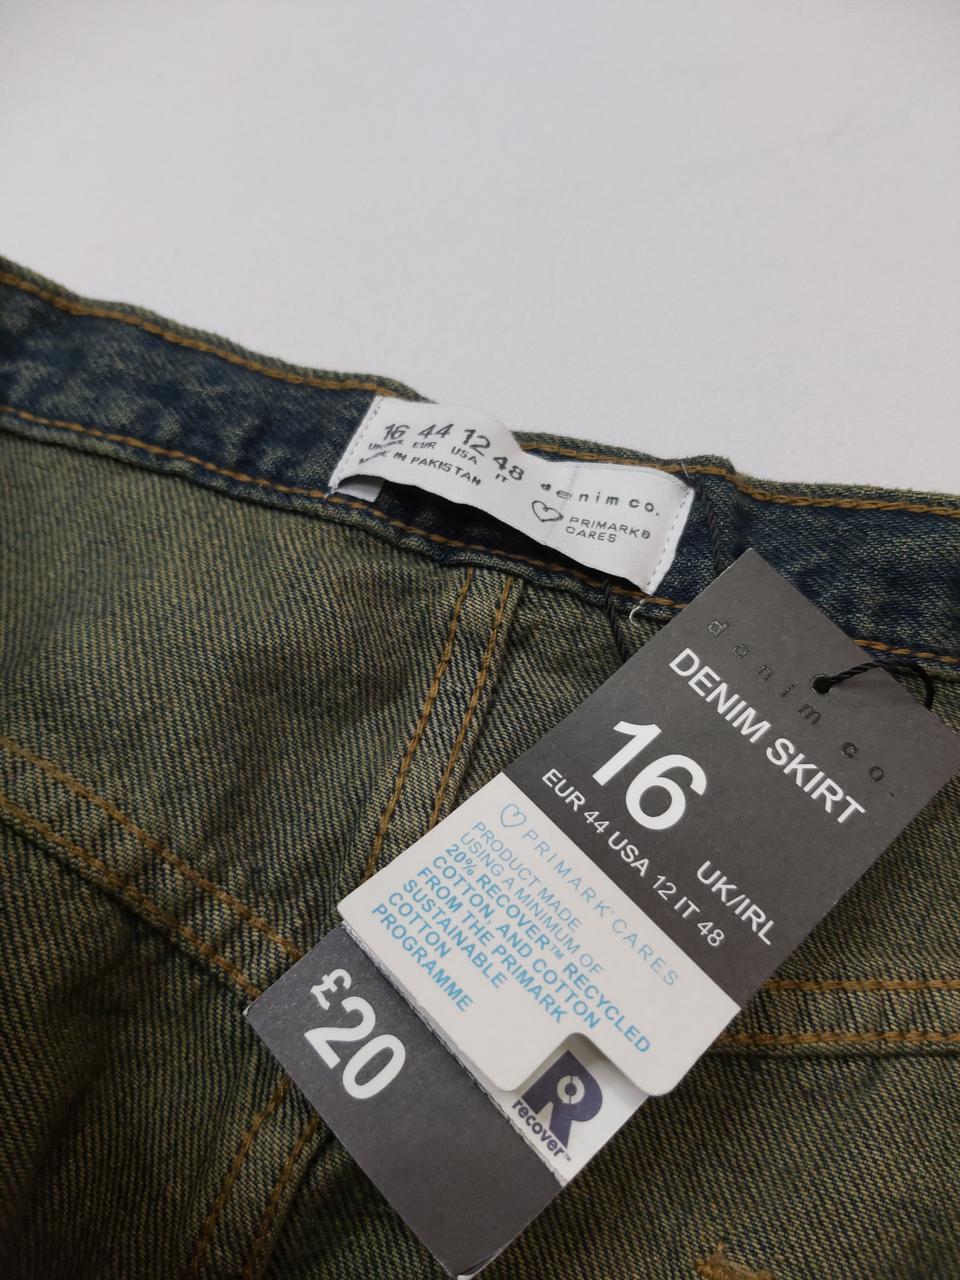 16 44 12 48
UK/IRL EUR USA IT
MADE IN PAKISTAN
denim co.
PRIMARK®
CARES
denim co.
DENIM SKIRT
16 UK/IRL
EUR 44 USA 12 IT 48
PRIMARK® CARES
PRODUCT MADE
USING A MINIMUM OF
20% RECOVER™ RECYCLED
COTTON, AND COTTON
FROM THE PRIMARK
SUSTAINABLE
COTTON
PROGRAMME
£20
R
recover™